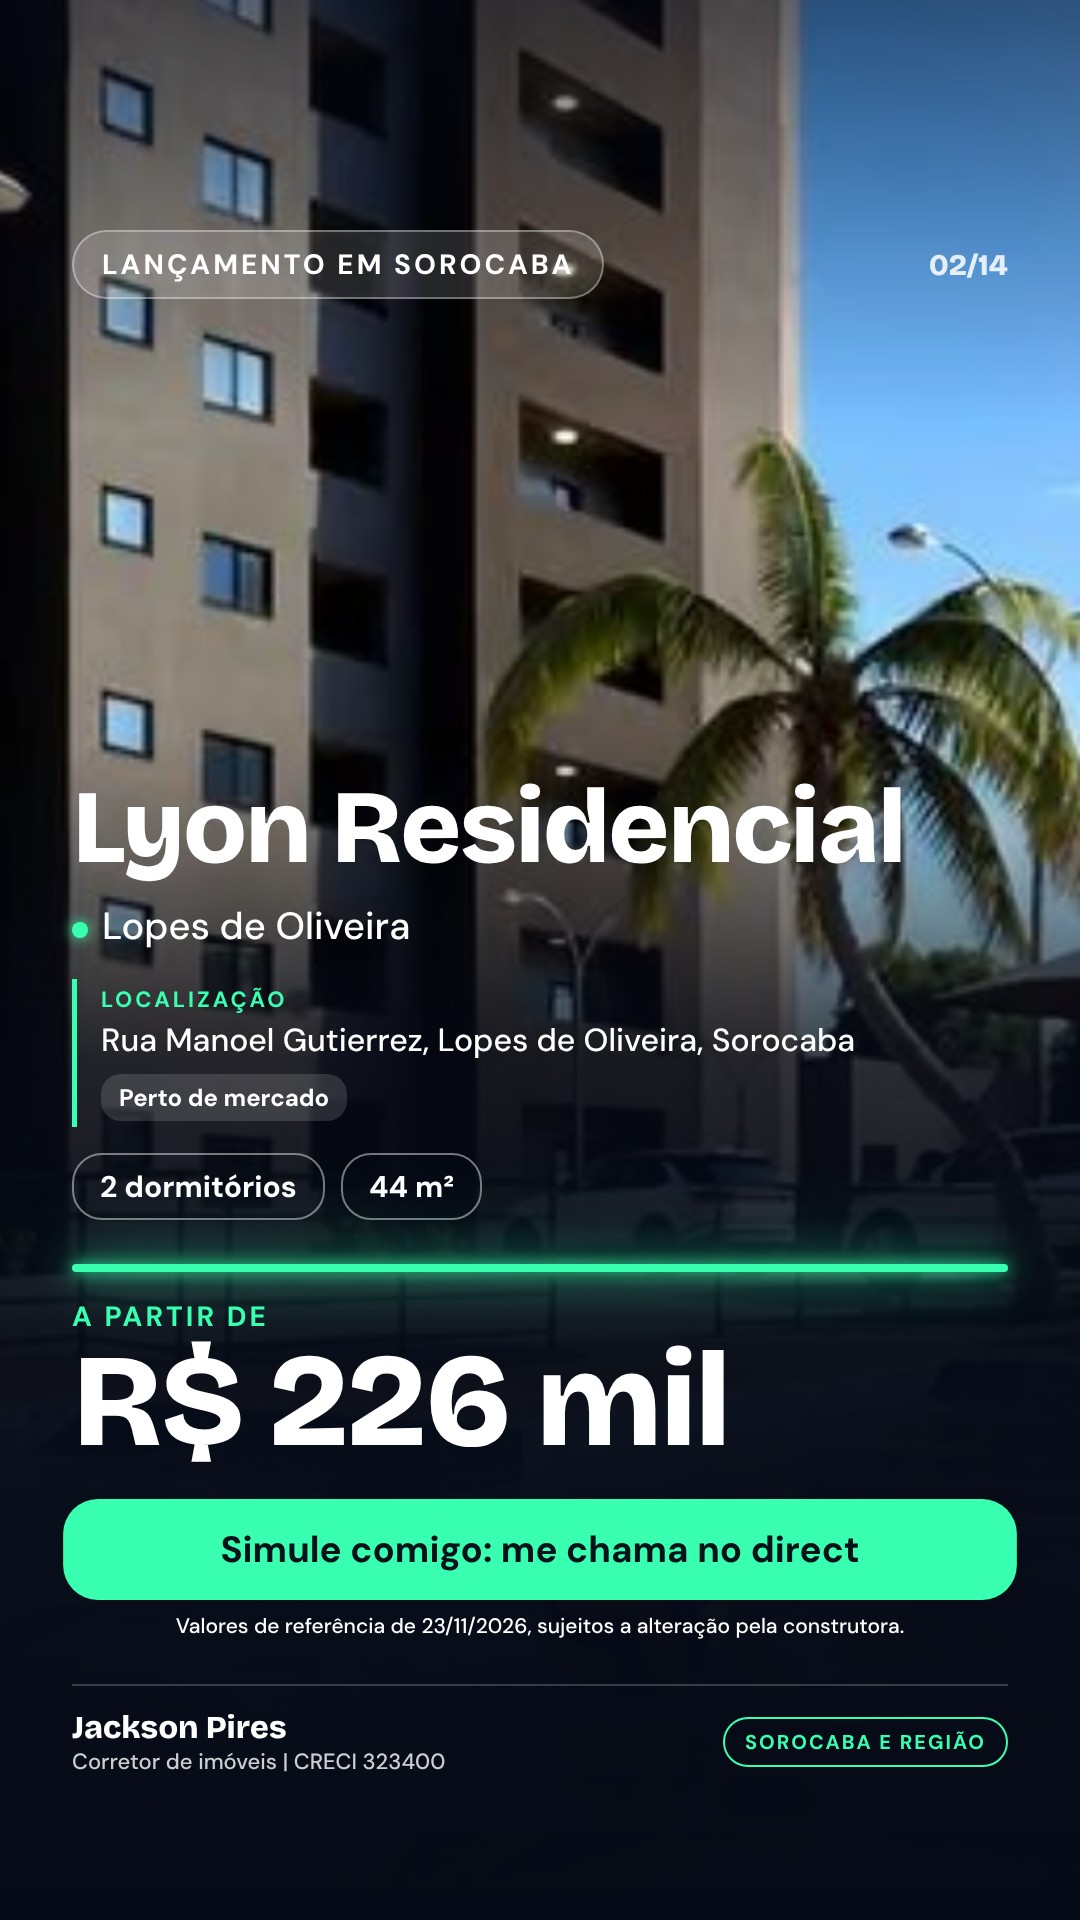 LANÇAMENTO EM SOROCABA
02/14
Lyon Residencial
Lopes de Oliveira
LOCALIZAÇÃO
Rua Manoel Gutierrez, Lopes de Oliveira, Sorocaba
Perto de mercado
2 dormitórios
44 m²
A PARTIR DE
R$ 226 mil
Simule comigo: me chama no direct
Valores de referência de 23/11/2026, sujeitos a alteração pela construtora.
Jackson Pires
Corretor de imóveis | CRECI 323400
SOROCABA E REGIÃO